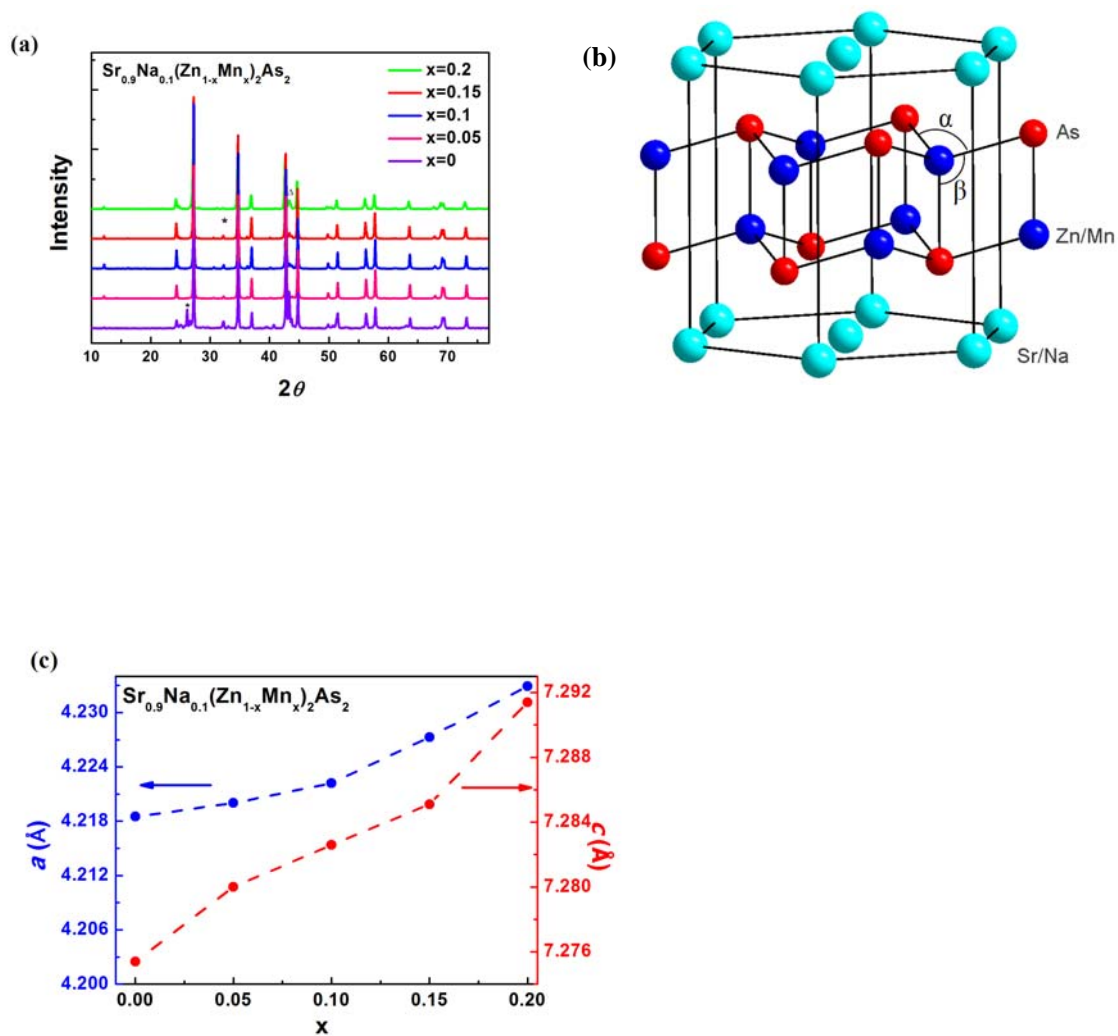 (a)
Sr0.9Na0.1(Zn1-xMnx)2As2
x=0.2
x=0.15
x=0.1
x=0.05
x=0
Intensity
*
*
10 20 30 40 50 60 70
2θ
(b)
α
β
As
Zn/Mn
Sr/Na
(c)
Sr0.9Na0.1(Zn1-xMnx)2As2
a (Å)
4.230
4.224
4.218
4.212
4.206
4.200
7.292
7.288
7.284
7.280
7.276
c (Å)
0.00 0.05 0.10 0.15 0.20
x